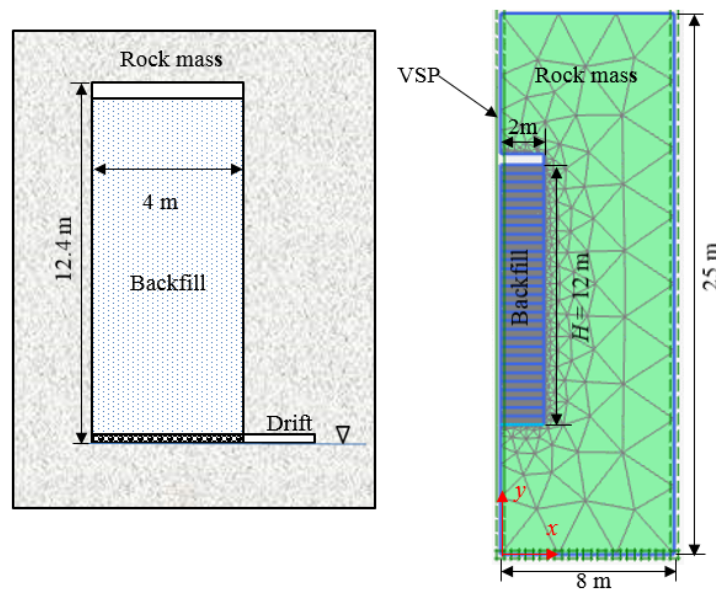 Rock mass
4 m
12.4 m
Backfill
Drift
∇
VSP
Rock mass
2m
Backfill
H = 12 m
25 m
y
x
8 m